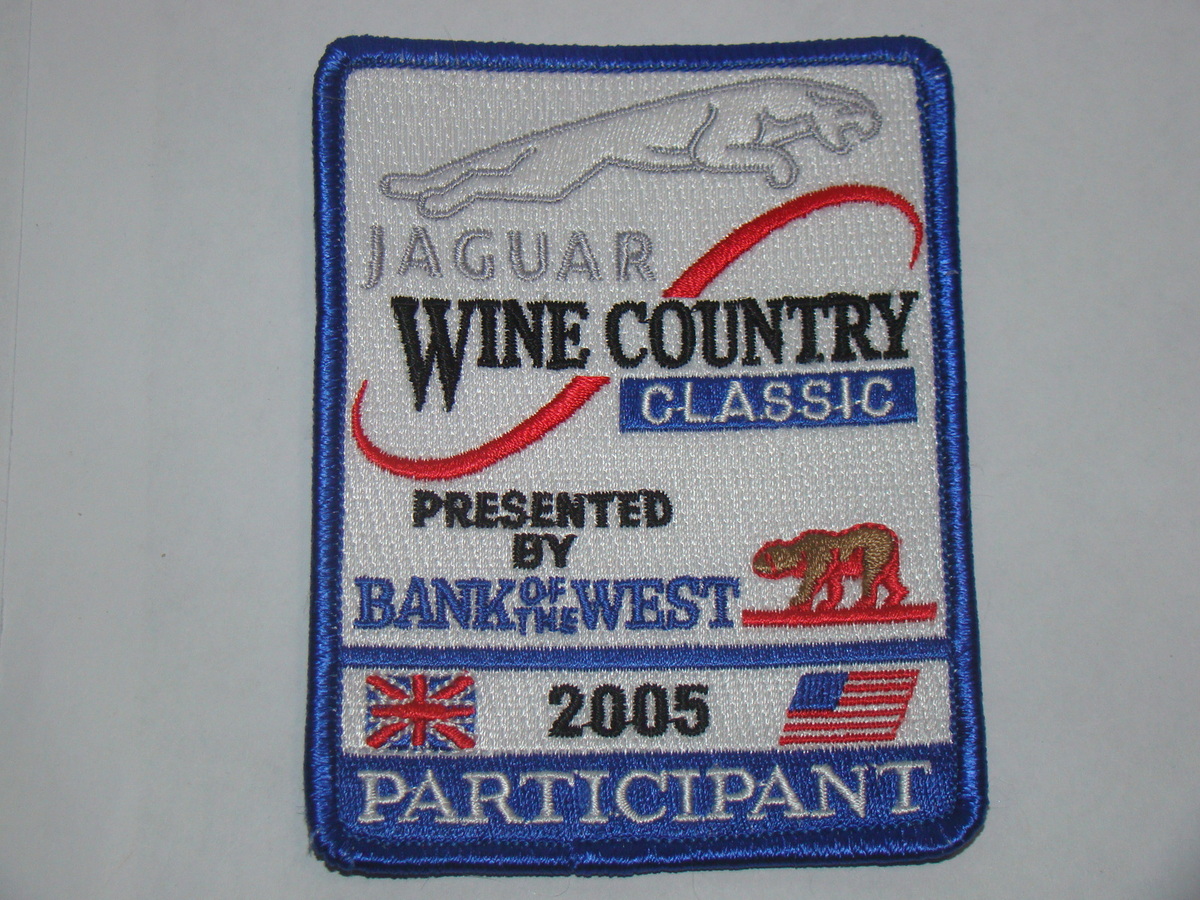 JAGUAR
WINE COUNTRY
CLASSIC
PRESENTED
BY
BANK OF THE WEST
2005
PARTICIPANT